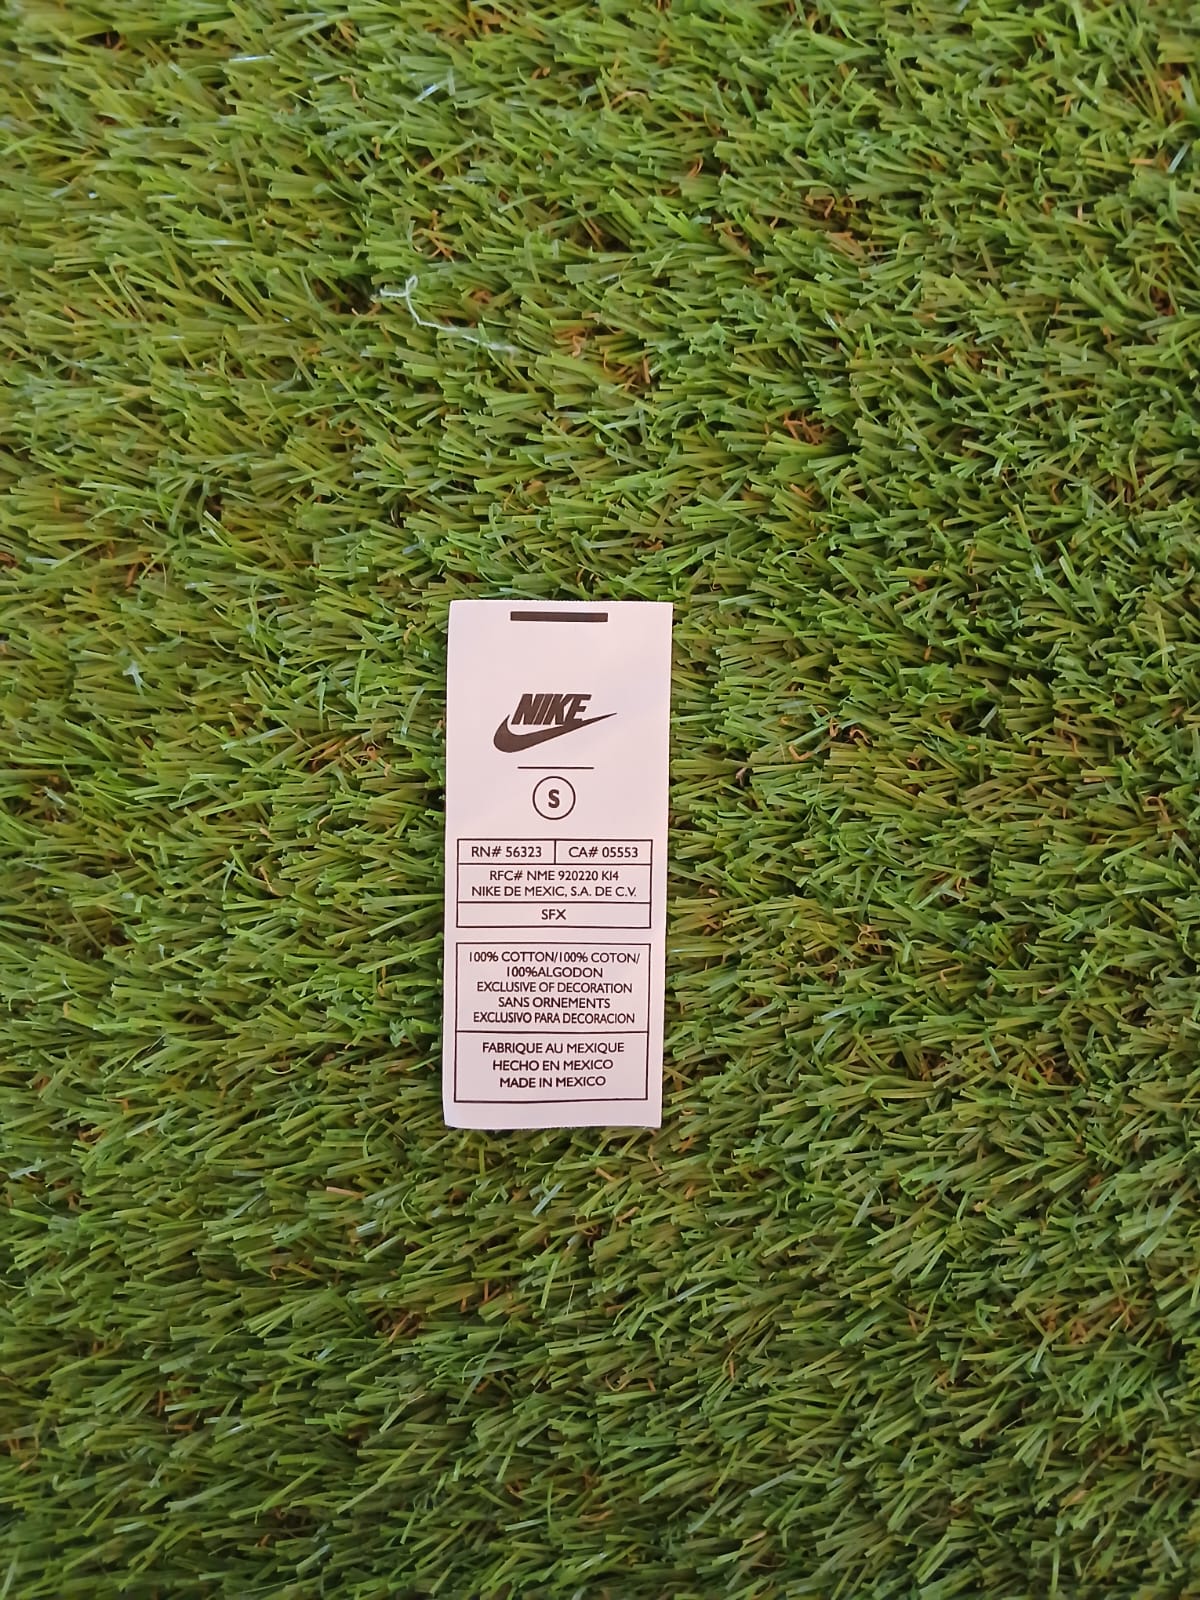 NIKE
S
RN# 56323 CA# 05553
RFC# NME 920220 KI4
NIKE DE MEXIC, S.A. DE C.V.
SFX
100% COTTON/100% COTON/
100%ALGODON
EXCLUSIVE OF DECORATION
SANS ORNEMENTS
EXCLUSIVO PARA DECORACION
FABRIQUE AU MEXIQUE
HECHO EN MEXICO
MADE IN MEXICO